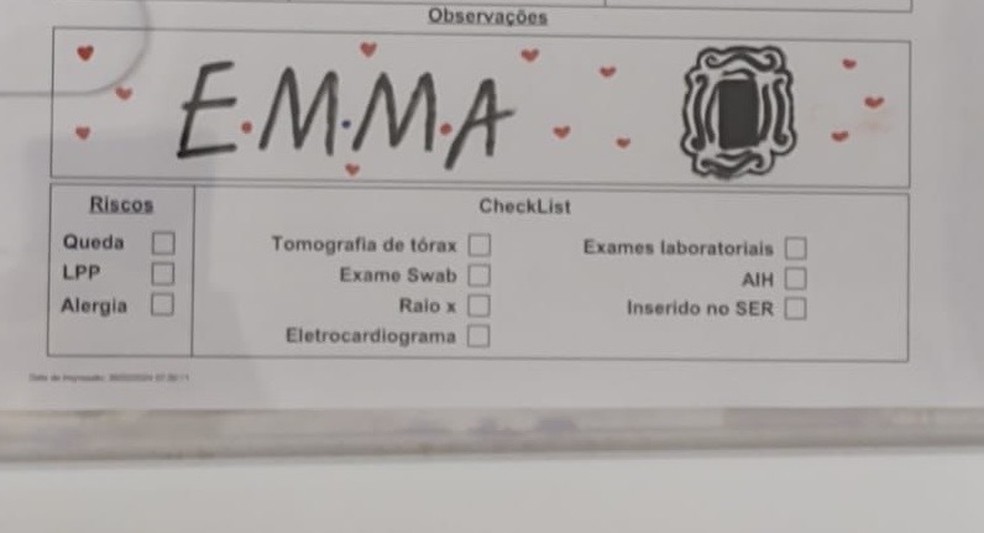 Observações
E.M.M.A
Riscos
CheckList
Queda
Tomografia de tórax
Exames laboratoriais
LPP
Exame Swab
AIH
Alergia
Raio x
Inserido no SER
Eletrocardiograma